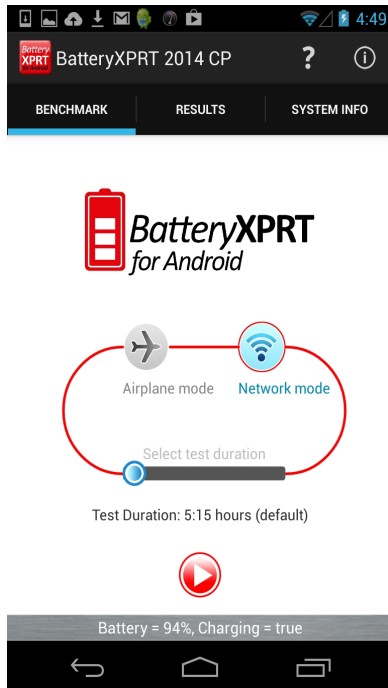 4:49
Battery
XPRT
BatteryXPRT 2014 CP
?
i
BENCHMARK
RESULTS
SYSTEM INFO
BatteryXPRT
for Android
Airplane mode
Network mode
Select test duration
Test Duration: 5:15 hours (default)
Battery = 94%, Charging = true